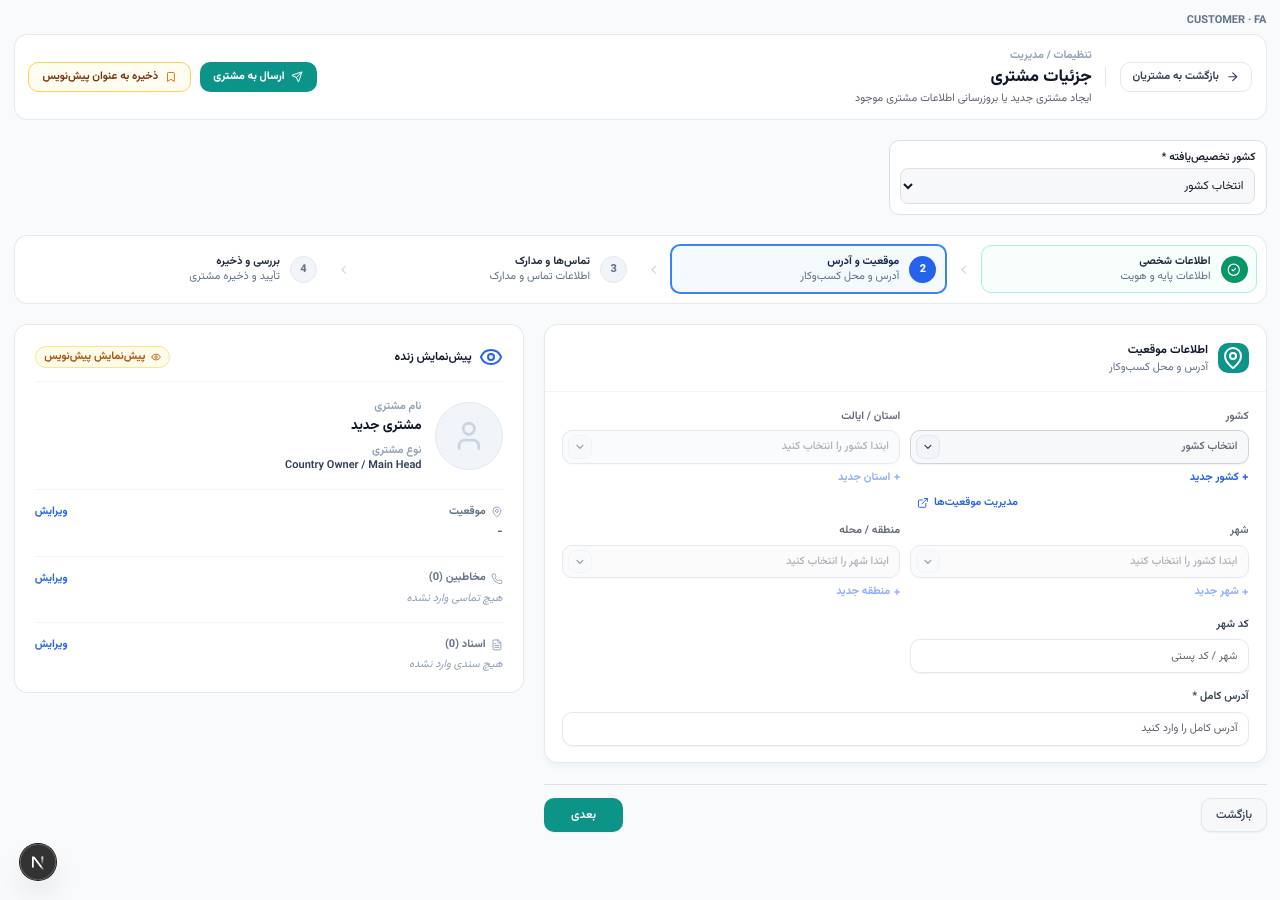 CUSTOMER · FA
بازگشت به مشتریان
تنظیمات / مدیریت
جزئیات مشتری
ایجاد مشتری جدید یا بروزرسانی اطلاعات مشتری موجود
ارسال به مشتری
ذخیره به عنوان پیش‌نویس
کشور تخصیص‌یافته *
انتخاب کشور
اطلاعات شخصی
اطلاعات پایه و هویت
2
موقعیت و آدرس
آدرس و محل کسب‌وکار
3
تماس‌ها و مدارک
اطلاعات تماس و مدارک
4
بررسی و ذخیره
تأیید و ذخیره مشتری
اطلاعات موقعیت
آدرس و محل کسب‌وکار
کشور
انتخاب کشور
+ کشور جدید
مدیریت موقعیت‌ها
استان / ایالت
ابتدا کشور را انتخاب کنید
+ استان جدید
شهر
ابتدا کشور را انتخاب کنید
+ شهر جدید
منطقه / محله
ابتدا شهر را انتخاب کنید
+ منطقه جدید
کد شهر
شهر / کد پستی
آدرس کامل *
آدرس کامل را وارد کنید
بازگشت
بعدی
پیش‌نمایش زنده
پیش‌نمایش پیش‌نویس
نام مشتری
مشتری جدید
نوع مشتری
Country Owner / Main Head
موقعیت
ویرایش
-
مخاطبین (0)
ویرایش
هیچ تماسی وارد نشده
اسناد (0)
ویرایش
هیچ سندی وارد نشده
N